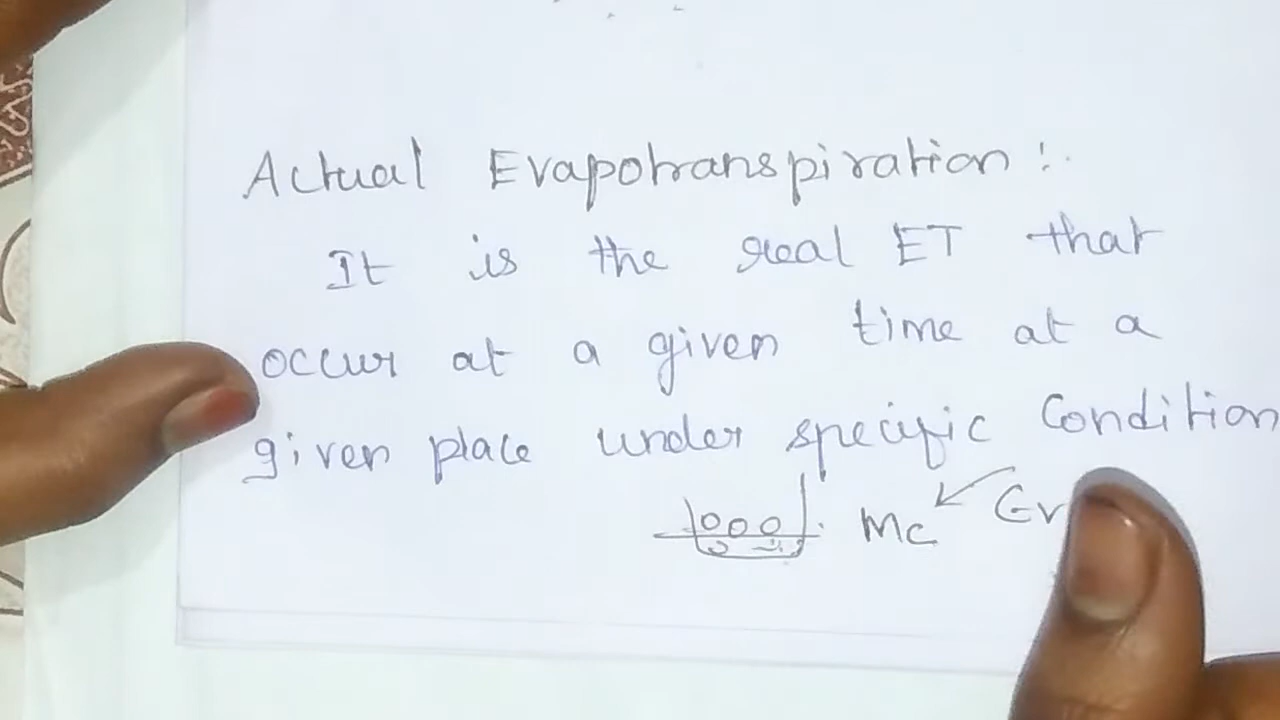 Actual Evapotranspiration :
It is the real ET that
occur at a given time at a
given place under specific Condition
Mc